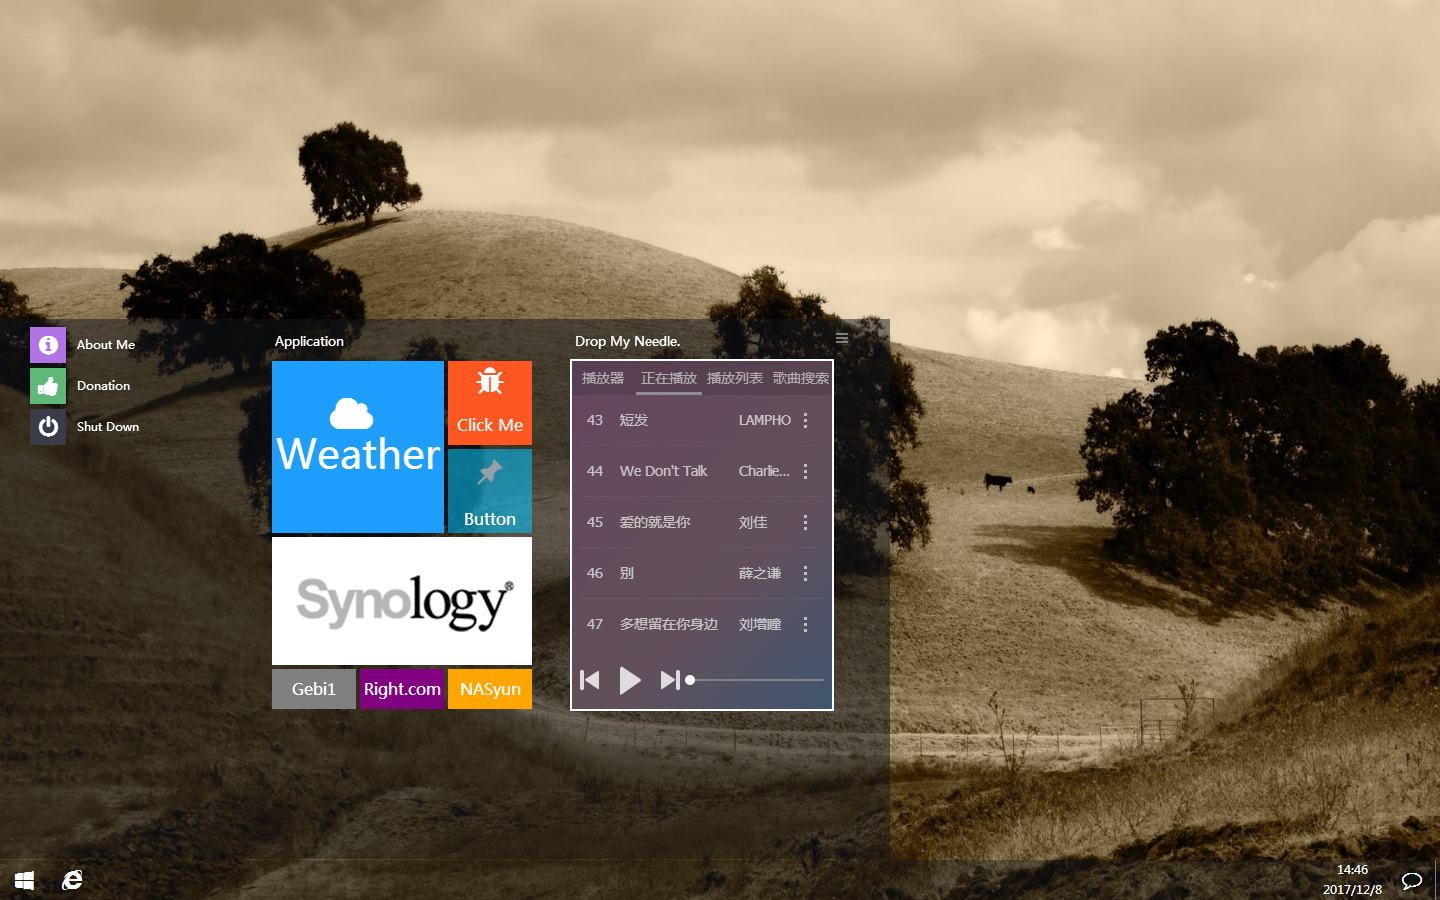 About Me
Donation
Shut Down
Application
Weather
Click Me
Button
Synology®
Gebi1
Right.com
NASyun
Drop My Needle.
播放器 正在播放 播放列表 歌曲搜索
43 短发 LAMPHO
44 We Don't Talk Charlie...
45 爱的就是你 刘佳
46 别 薛之谦
47 多想留在你身边 刘增瞳
14:46
2017/12/8